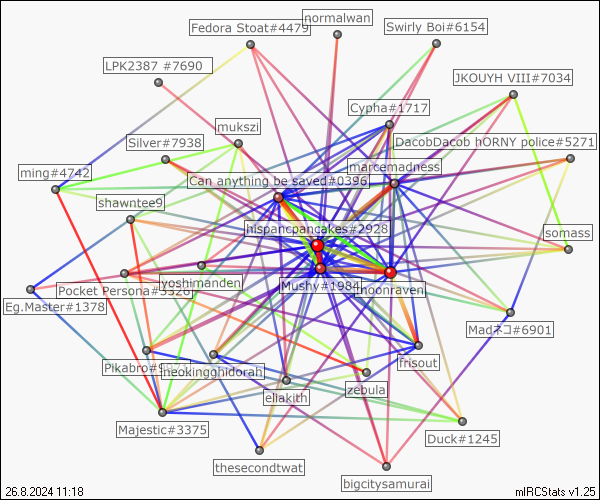 normalwan
Fedora Stoat#4479
Swirly Boi#6154
LPK2387 #7690
JKOUYH VIII#7034
Cypha#1717
mukszi
Silver#7938
DacobDacob hORNY police#5271
marcemadness
ming#4742
Can anything be saved#0396
shawntee9
hispancpancakes#2928
somass
yoshimanden
Mushy#1984
moonraven
Pocket Persona#3326
Eg.Master#1378
Madネコ#6901
frisout
neokingghidorah
zebula
eliakith
Majestic#3375
Duck#1245
thesecondtwat
bigcitysamurai
26.8.2024 11:18
mIRCStats v1.25